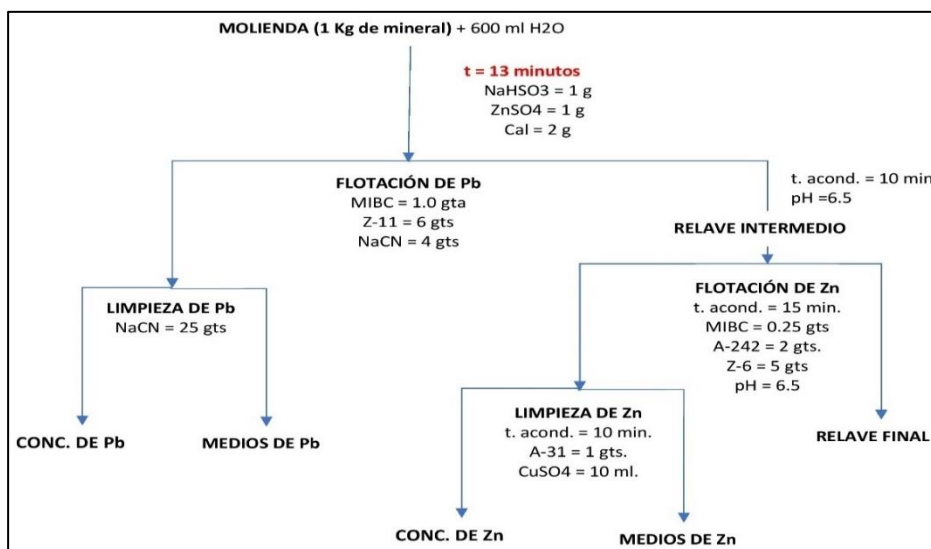 MOLIENDA (1 Kg de mineral) + 600 ml H2O
t = 13 minutos
NaHSO3 = 1 g
ZnSO4 = 1 g
Cal = 2 g
FLOTACIÓN DE Pb
MIBC = 1.0 gta
Z-11 = 6 gts
NaCN = 4 gts
t. acond. = 10 min
pH =6.5
RELAVE INTERMEDIO
LIMPIEZA DE Pb
NaCN = 25 gts
FLOTACIÓN DE Zn
t. acond. = 15 min.
MIBC = 0.25 gts
A-242 = 2 gts.
Z-6 = 5 gts
pH = 6.5
CONC. DE Pb
MEDIOS DE Pb
LIMPIEZA DE Zn
t. acond. = 10 min.
A-31 = 1 gts.
CuSO4 = 10 ml.
RELAVE FINAL
CONC. DE Zn
MEDIOS DE Zn